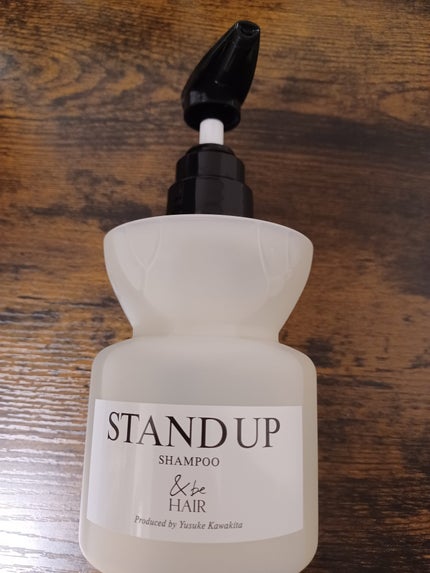 STAND UP
SHAMPOO
&be
HAIR
Produced by Yusuke Kawakita